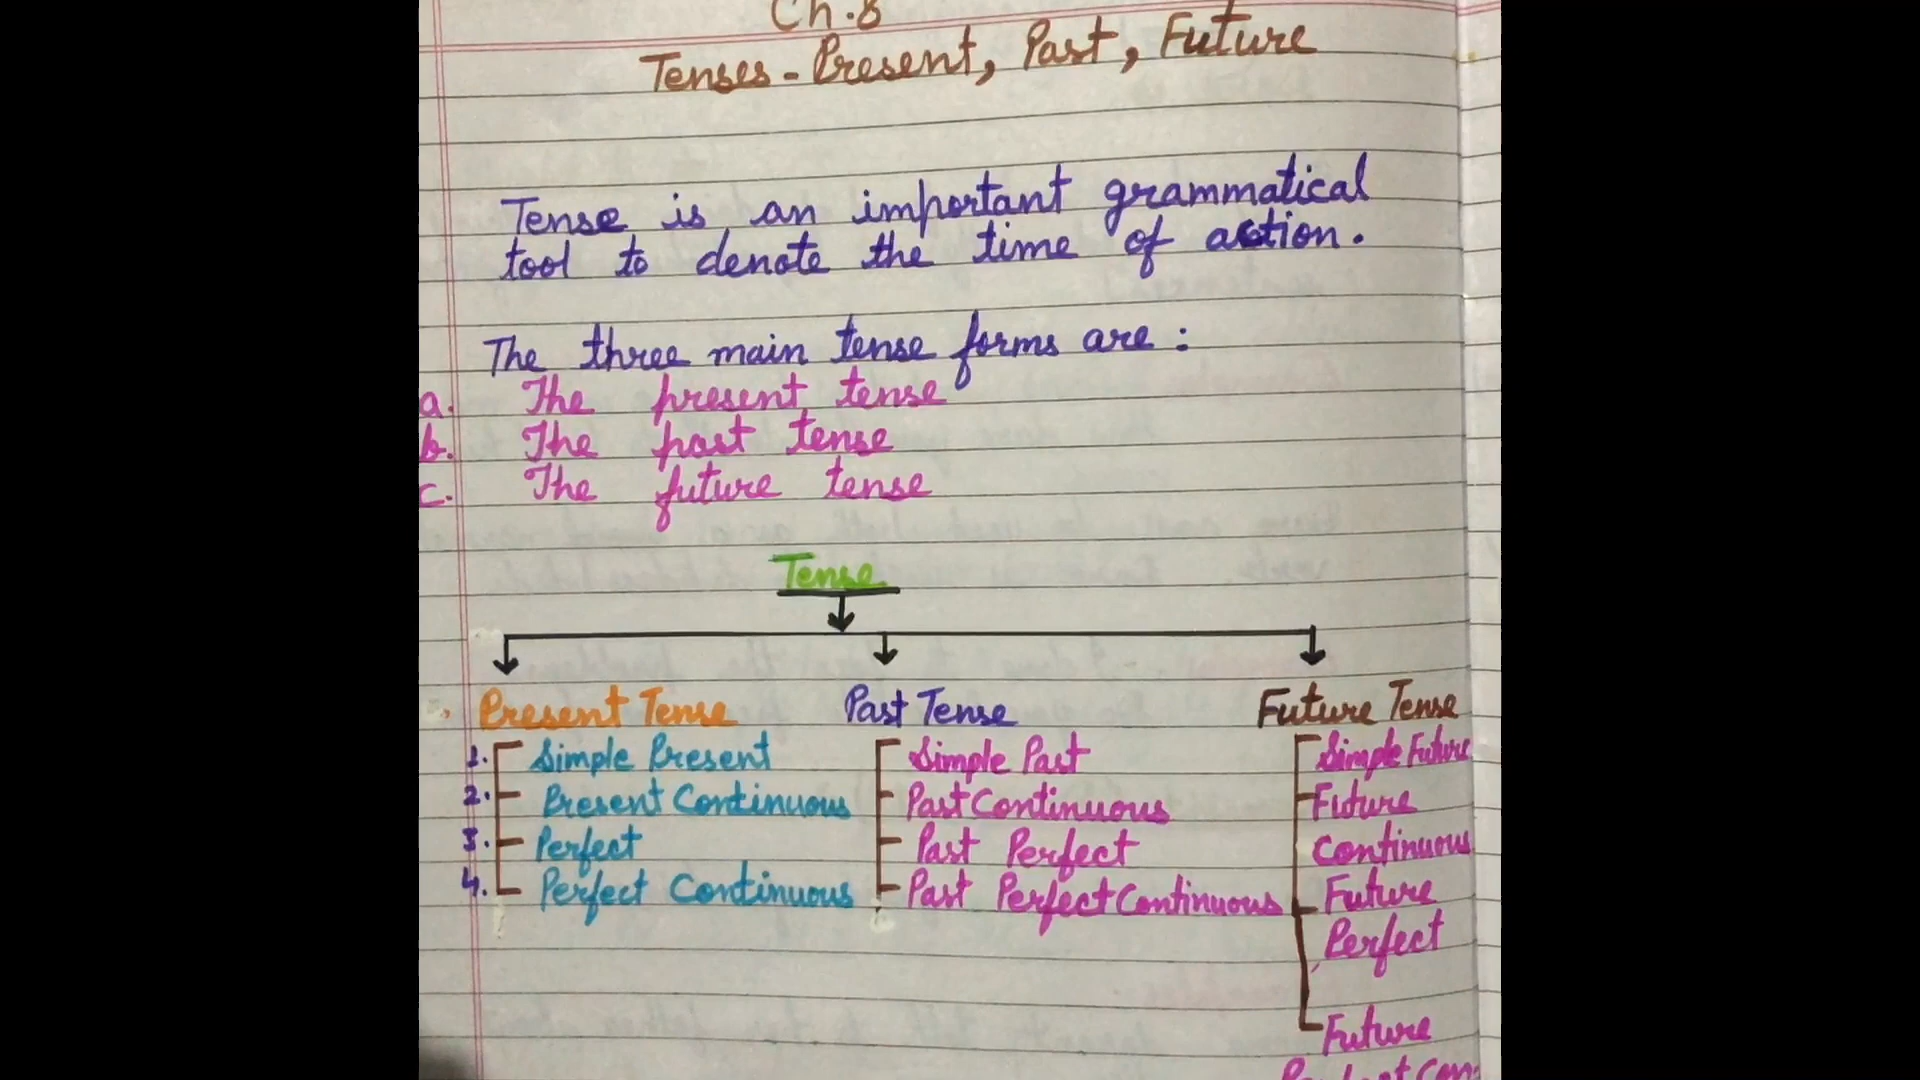 Ch.8
Tenses - Present, Past, Future
Tense is an important grammatical
tool to denote the time of action.
The three main tense forms are :
a. The present tense
b. The past tense
c. The future tense
Tense
Present Tense
1. Simple Present
2. Present Continuous
3. Perfect
4. Perfect Continuous
Past Tense
Simple Past
Past Continuous
Past Perfect
Past Perfect Continuous
Future Tense
Simple Future
Future
Continuous
Future
Perfect
Future